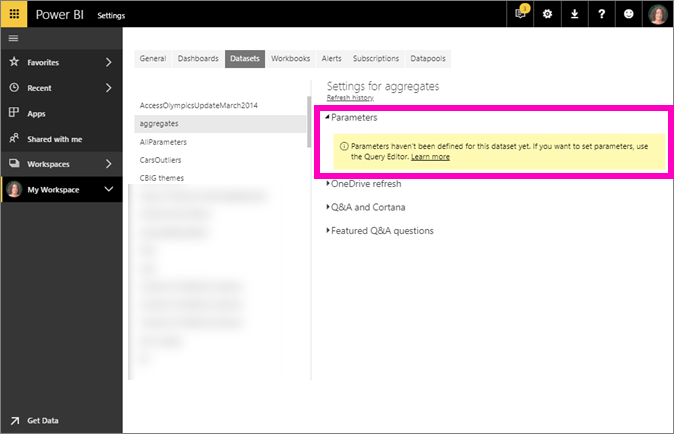 Power BI Settings
1
?
Favorites
Recent
Apps
Shared with me
Workspaces
My Workspace
Get Data
General Dashboards Datasets Workbooks Alerts Subscriptions Datapools
AccessOlympicsUpdateMarch2014
aggregates
AllParameters
CarsOutliers
CBIG themes
Settings for aggregates
Refresh history
Parameters
Parameters haven't been defined for this dataset yet. If you want to set parameters, use
the Query Editor. Learn more
OneDrive refresh
Q&A and Cortana
Featured Q&A questions